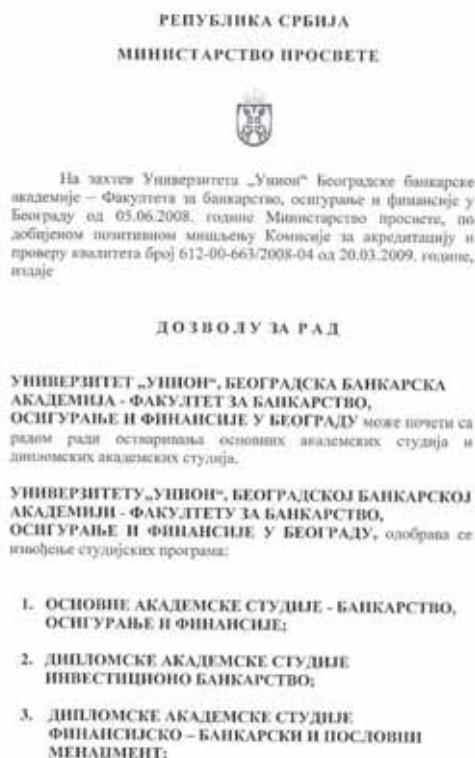 РЕПУБЛИКА СРБИЈА
МИНИСТАРСТВО ПРОСВЕТЕ
На захтев Универзитета „Унион“ Београдске банкарске
академије – Факултета за банкарство, осигурање и финансије у
Београду од 05.06.2008. године Министарство просвете, по
добијеном позитивном мишљењу Комисије за акредитацију и
проверу квалитета број 612-00-663/2008-04 од 20.03.2009. године,
издаје
Д О З В О Л У ЗА Р А Д
УНИВЕРЗИТЕТ „УНИОН“, БЕОГРАДСКА БАНКАРСКА
АКАДЕМИЈА - ФАКУЛТЕТ ЗА БАНКАРСТВО,
ОСИГУРАЊЕ И ФИНАНСИЈЕ У БЕОГРАДУ може почети са
радом ради остваривања основних академских студија и
дипломских академских студија.
УНИВЕРЗИТЕТУ„УНИОН“, БЕОГРАДСКОЈ БАНКАРСКОЈ
АКАДЕМИЈИ - ФАКУЛТЕТУ ЗА БАНКАРСТВО,
ОСИГУРАЊЕ И ФИНАНСИЈЕ У БЕОГРАДУ, одобрава се
извођење студијских програма:
1. ОСНОВНЕ АКАДЕМСКЕ СТУДИЈЕ - БАНКАРСТВО,
ОСИГУРАЊЕ И ФИНАНСИЈЕ;
2. ДИПЛОМСКЕ АКАДЕМСКЕ СТУДИЈЕ
ИНВЕСТИЦИОНО БАНКАРСТВО;
3. ДИПЛОМСКЕ АКАДЕМСКЕ СТУДИЈЕ
ФИНАНСИЈСКО – БАНКАРСКИ И ПОСЛОВНИ
МЕНАЏМЕНТ;